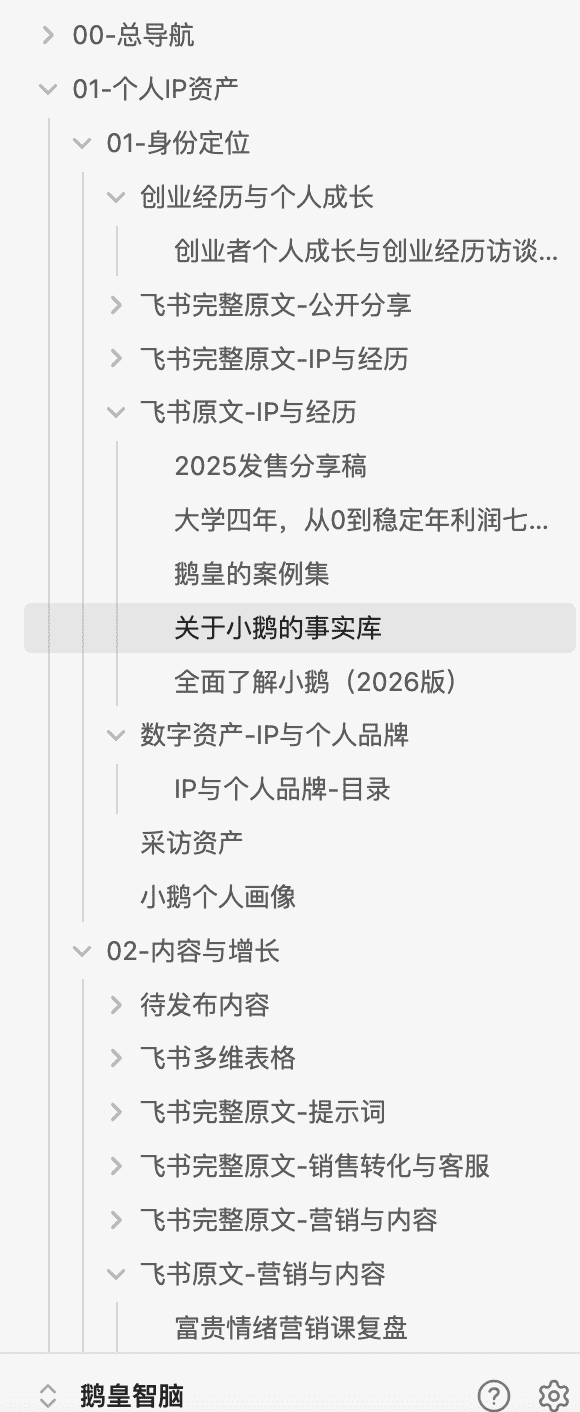 00-总导航
01-个人IP资产
01-身份定位
创业经历与个人成长
创业者个人成长与创业经历访谈...
飞书完整原文-公开分享
飞书完整原文-IP与经历
飞书原文-IP与经历
2025发售分享稿
大学四年，从0到稳定年利润七...
鹅皇的案例集
关于小鹅的事实库
全面了解小鹅（2026版）
数字资产-IP与个人品牌
IP与个人品牌-目录
采访资产
小鹅个人画像
02-内容与增长
待发布内容
飞书多维表格
飞书完整原文-提示词
飞书完整原文-销售转化与客服
飞书完整原文-营销与内容
飞书原文-营销与内容
富贵情绪营销课复盘
鹅皇智脑